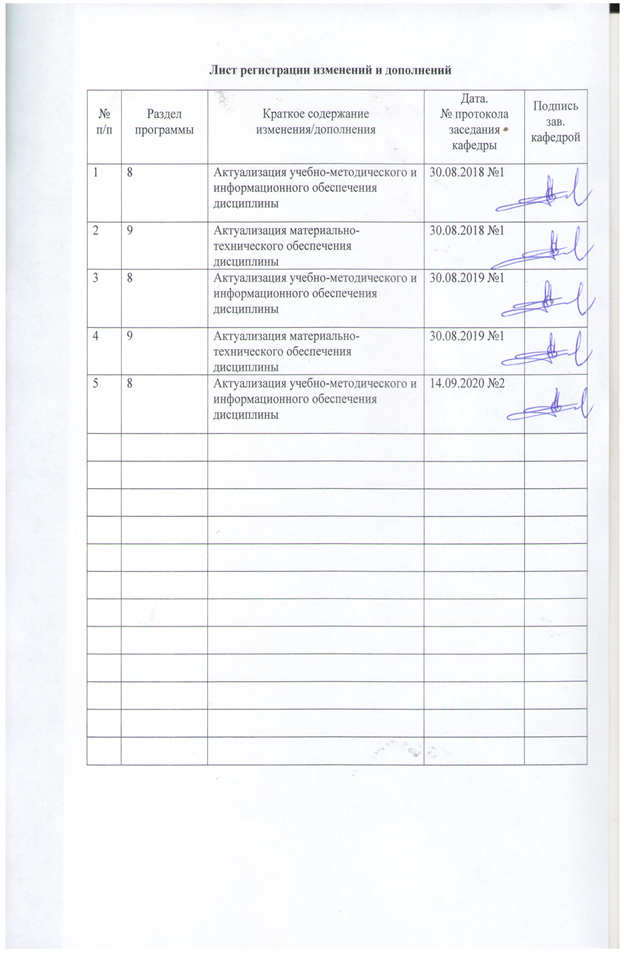 Лист регистрации изменений и дополнений
№
п/п
Раздел
программы
Краткое содержание
изменения/дополнения
Дата.
№ протокола
заседания
кафедры
Подпись
зав.
кафедрой
1
8
Актуализация учебно-методического и
информационного обеспечения
дисциплины
30.08.2018 №1
2
9
Актуализация материально-
технического обеспечения
дисциплины
30.08.2018 №1
3
8
Актуализация учебно-методического и
информационного обеспечения
дисциплины
30.08.2019 №1
4
9
Актуализация материально-
технического обеспечения
дисциплины
30.08.2019 №1
5
8
Актуализация учебно-методического и
информационного обеспечения
дисциплины
14.09.2020 №2